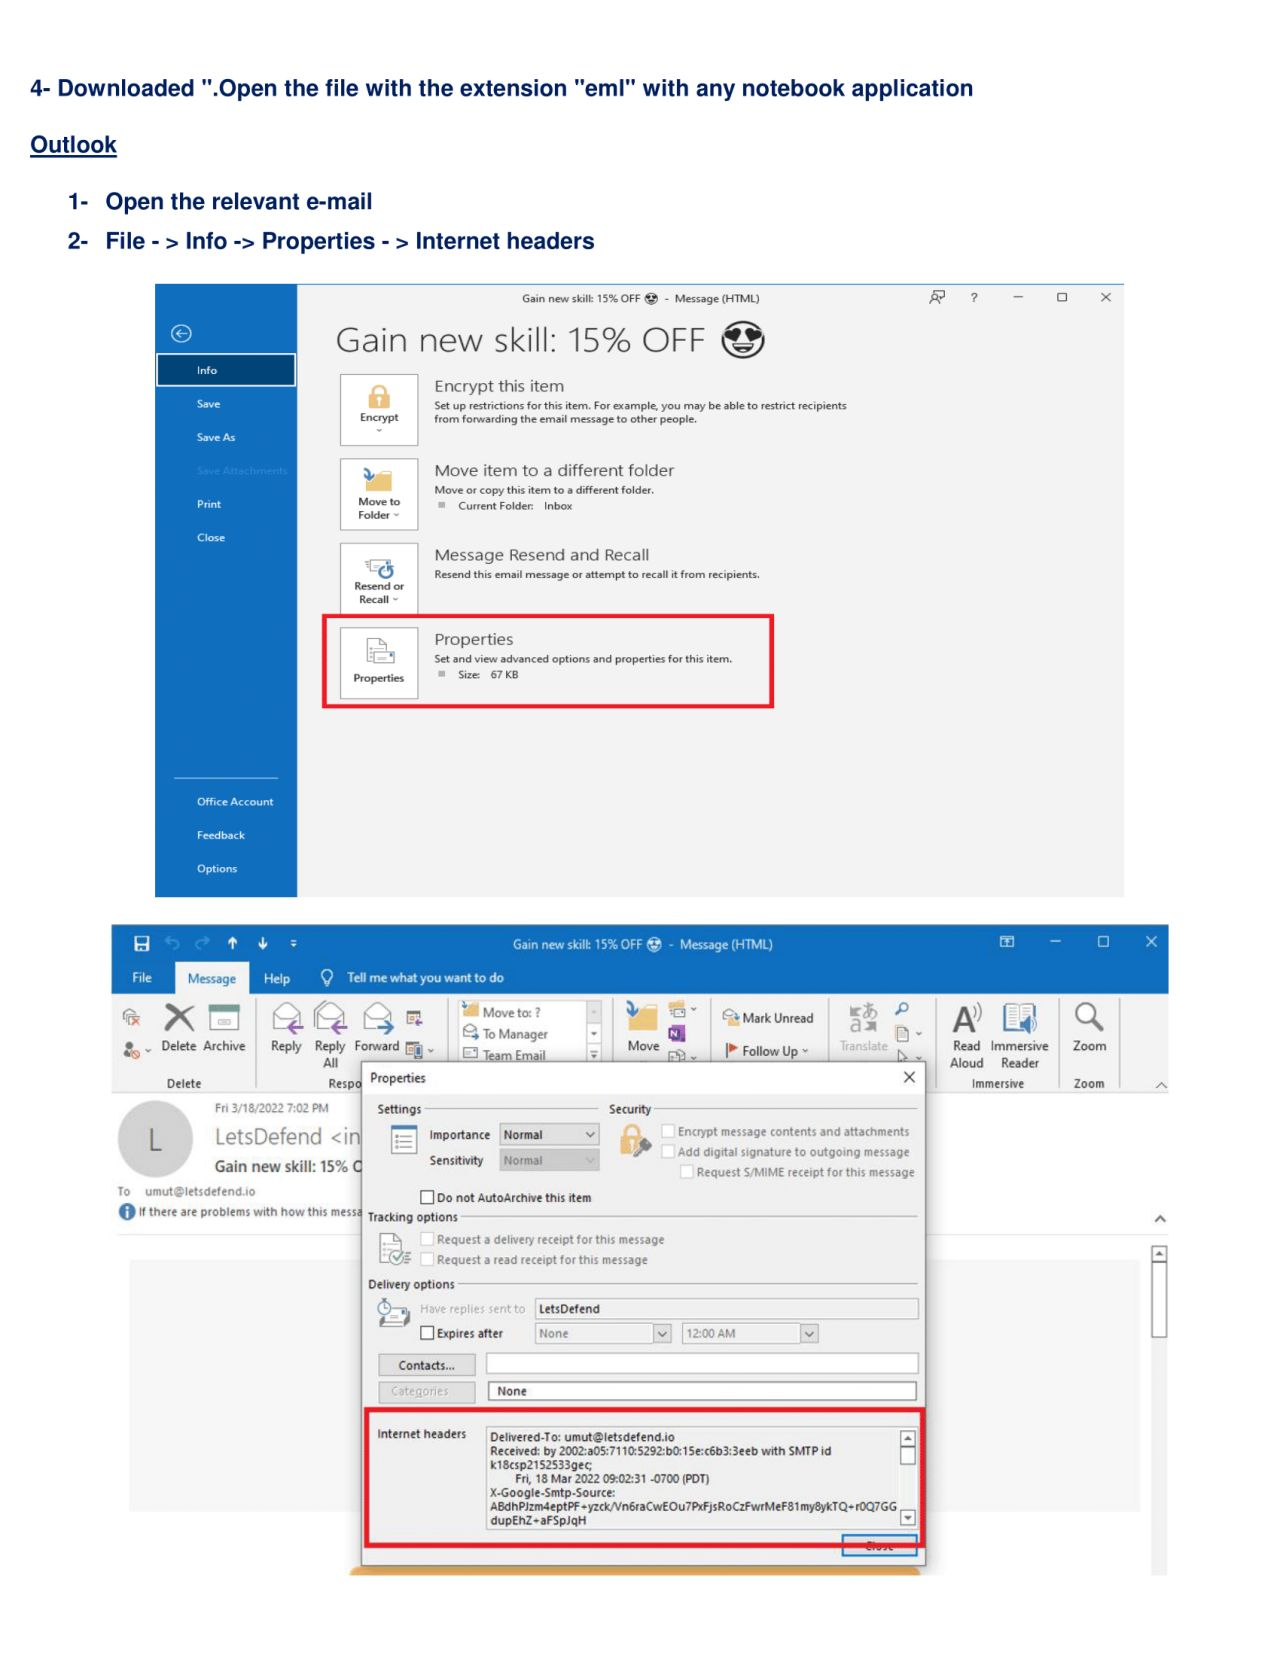 4- Downloaded ".Open the file with the extension "eml" with any notebook application
Outlook
1- Open the relevant e-mail
2- File - > Info -> Properties - > Internet headers
Gain new skill: 15% OFF 😍 - Message (HTML)
?
Gain new skill: 15% OFF 😍
Info
Save
Save As
Save Attachments
Print
Close
Office Account
Feedback
Options
Encrypt
Encrypt this item
Set up restrictions for this item. For example, you may be able to restrict recipients
from forwarding the email message to other people.
Move to
Folder
Move item to a different folder
Move or copy this item to a different folder.
Current Folder: Inbox
Resend or
Recall
Message Resend and Recall
Resend this email message or attempt to recall it from recipients.
Properties
Properties
Set and view advanced options and properties for this item.
Size: 67 KB
Gain new skill: 15% OFF 😍 - Message (HTML)
File Message Help Tell me what you want to do
Delete Archive
Delete
Reply Reply
All
Forward
Respo
Move to: ?
To Manager
Team Email
Move
Mark Unread
Follow Up
Translate
Read
Aloud
Immersive
Reader
Immersive
Zoom
Zoom
Fri 3/18/2022 7:02 PM
L
LetsDefend <in
Gain new skill: 15% O
To umut@letsdefend.io
If there are problems with how this messa
Properties
Settings
Importance Normal
Sensitivity Normal
Do not AutoArchive this item
Security
Encrypt message contents and attachments
Add digital signature to outgoing message
Request S/MIME receipt for this message
Tracking options
Request a delivery receipt for this message
Request a read receipt for this message
Delivery options
Have replies sent to LetsDefend
Expires after None 12:00 AM
Contacts...
Categories None
Internet headers
Delivered-To: umut@letsdefend.io
Received: by 2002:a05:7110:5292:b0:15e:c6b3:3eeb with SMTP id
k18csp2152533gec;
Fri, 18 Mar 2022 09:02:31 -0700 (PDT)
X-Google-Smtp-Source:
ABdhPJzm4eptPF+yzck/Vn6raCwEOu7PxFjsRoCzFwrMeF81my8ykTQ+r0Q7GG
dupEhZ+aFSpJqH
Close